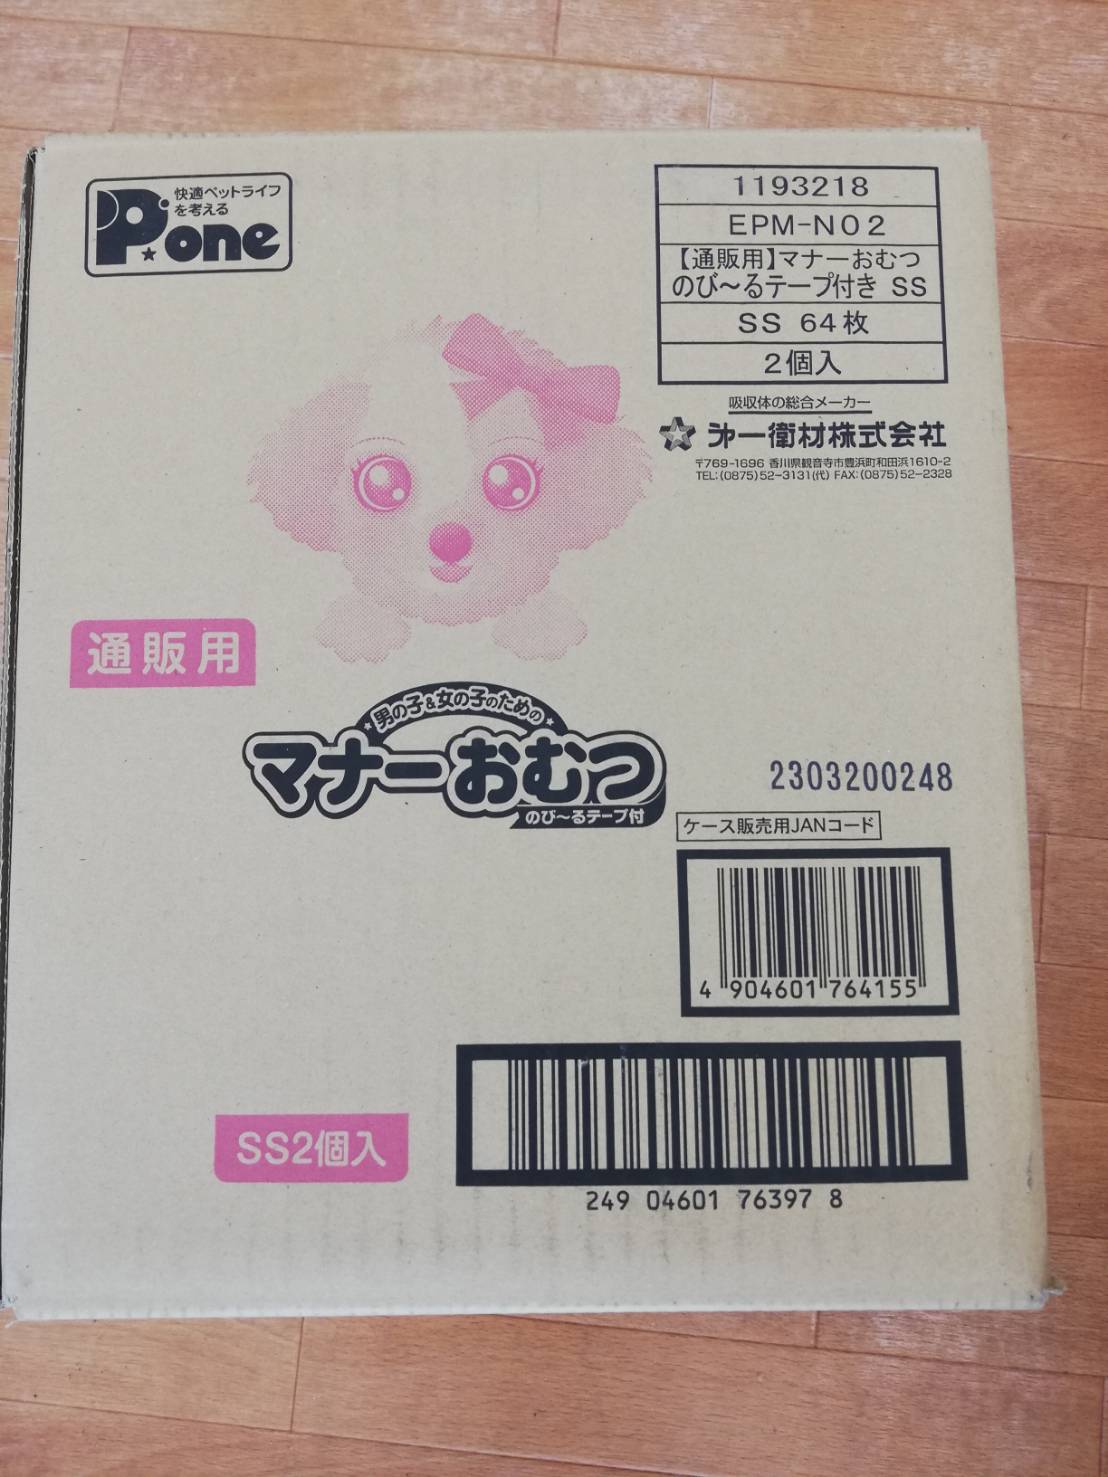 快適ペットライフ
を考える
P.one
1193218
EPM-N02
【通販用】マナーおむつ
のび〜るテープ付き SS
SS 64枚
2個入
吸収体の総合メーカー
第一衛材株式会社
〒769-1696 香川県観音寺市豊浜町和田浜1610-2
TEL:(0875)52-3131(代) FAX:(0875)52-2328
通販用
男の子&女の子のための
マナーおむつ
のび〜るテープ付
2303200248
ケース販売用JANコード
4 904601 764155
SS2個入
249 04601 76397 8